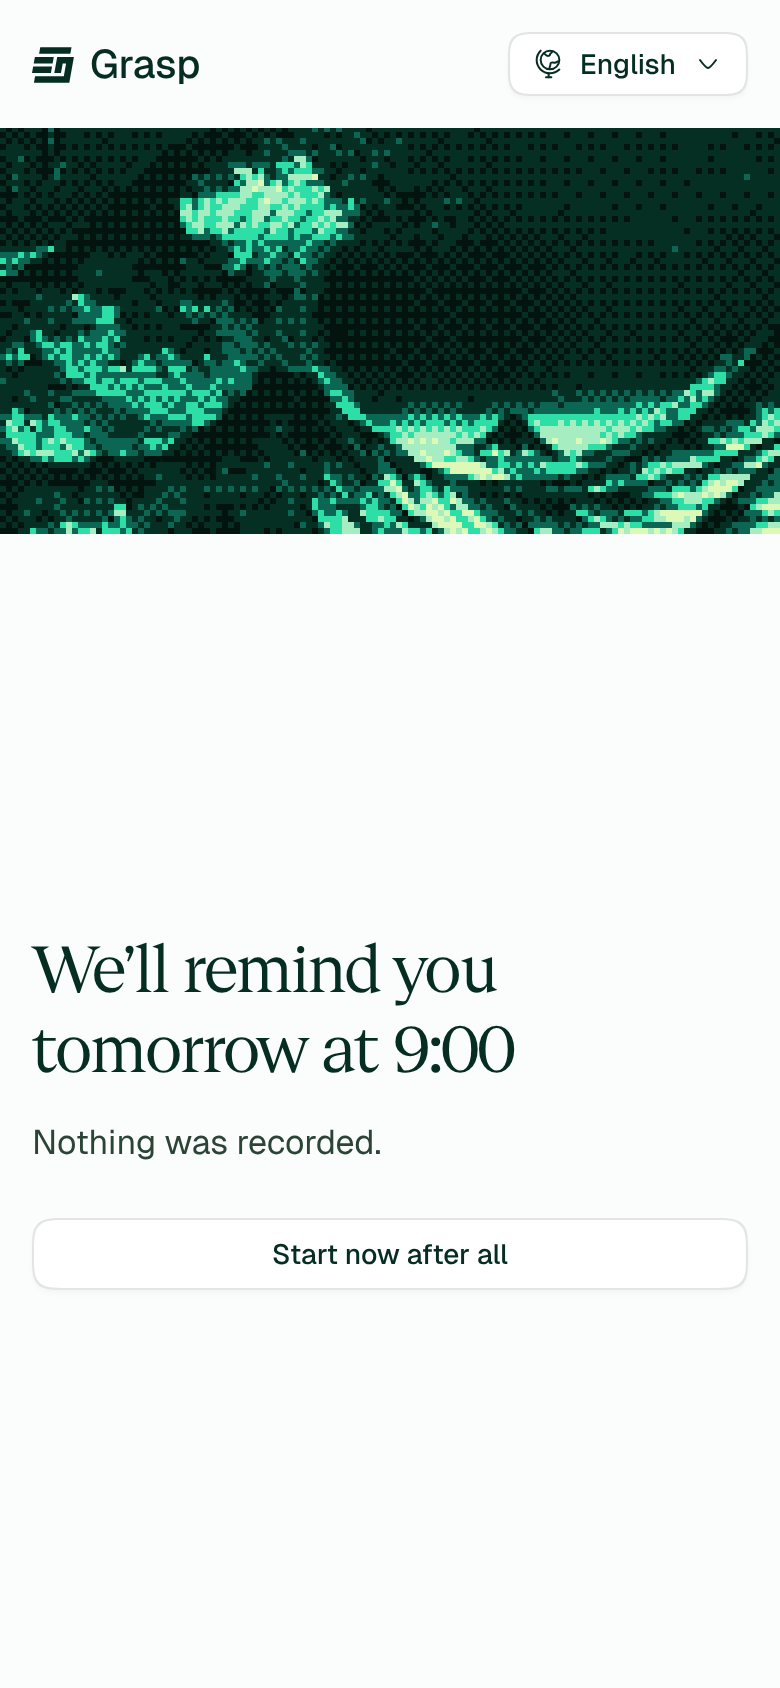 Grasp
English
We’ll remind you
tomorrow at 9:00
Nothing was recorded.
Start now after all